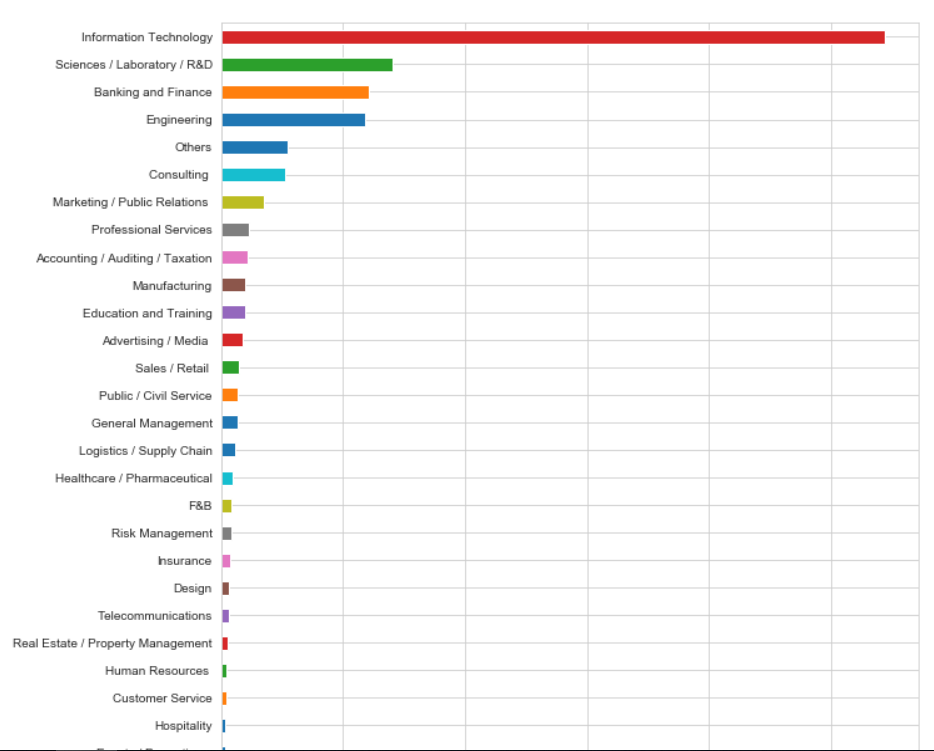 Information Technology
Sciences / Laboratory / R&D
Banking and Finance
Engineering
Others
Consulting
Marketing / Public Relations
Professional Services
Accounting / Auditing / Taxation
Manufacturing
Education and Training
Advertising / Media
Sales / Retail
Public / Civil Service
General Management
Logistics / Supply Chain
Healthcare / Pharmaceutical
F&B
Risk Management
Insurance
Design
Telecommunications
Real Estate / Property Management
Human Resources
Customer Service
Hospitality